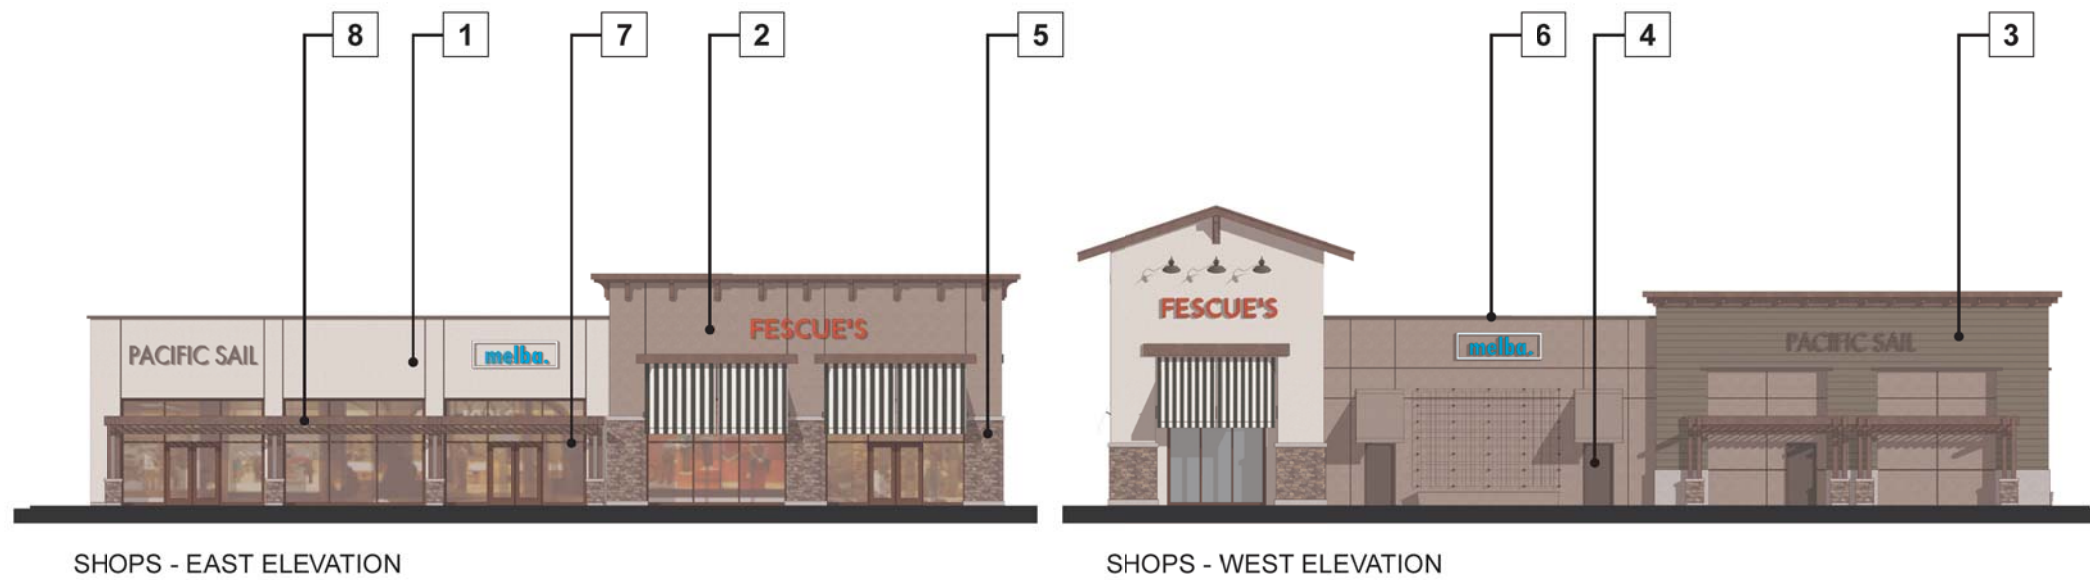 8 1 7 2 5 6 4 3
PACIFIC SAIL
melba.
FESCUE'S
FESCUE'S
melba.
PACIFIC SAIL
SHOPS - EAST ELEVATION
SHOPS - WEST ELEVATION